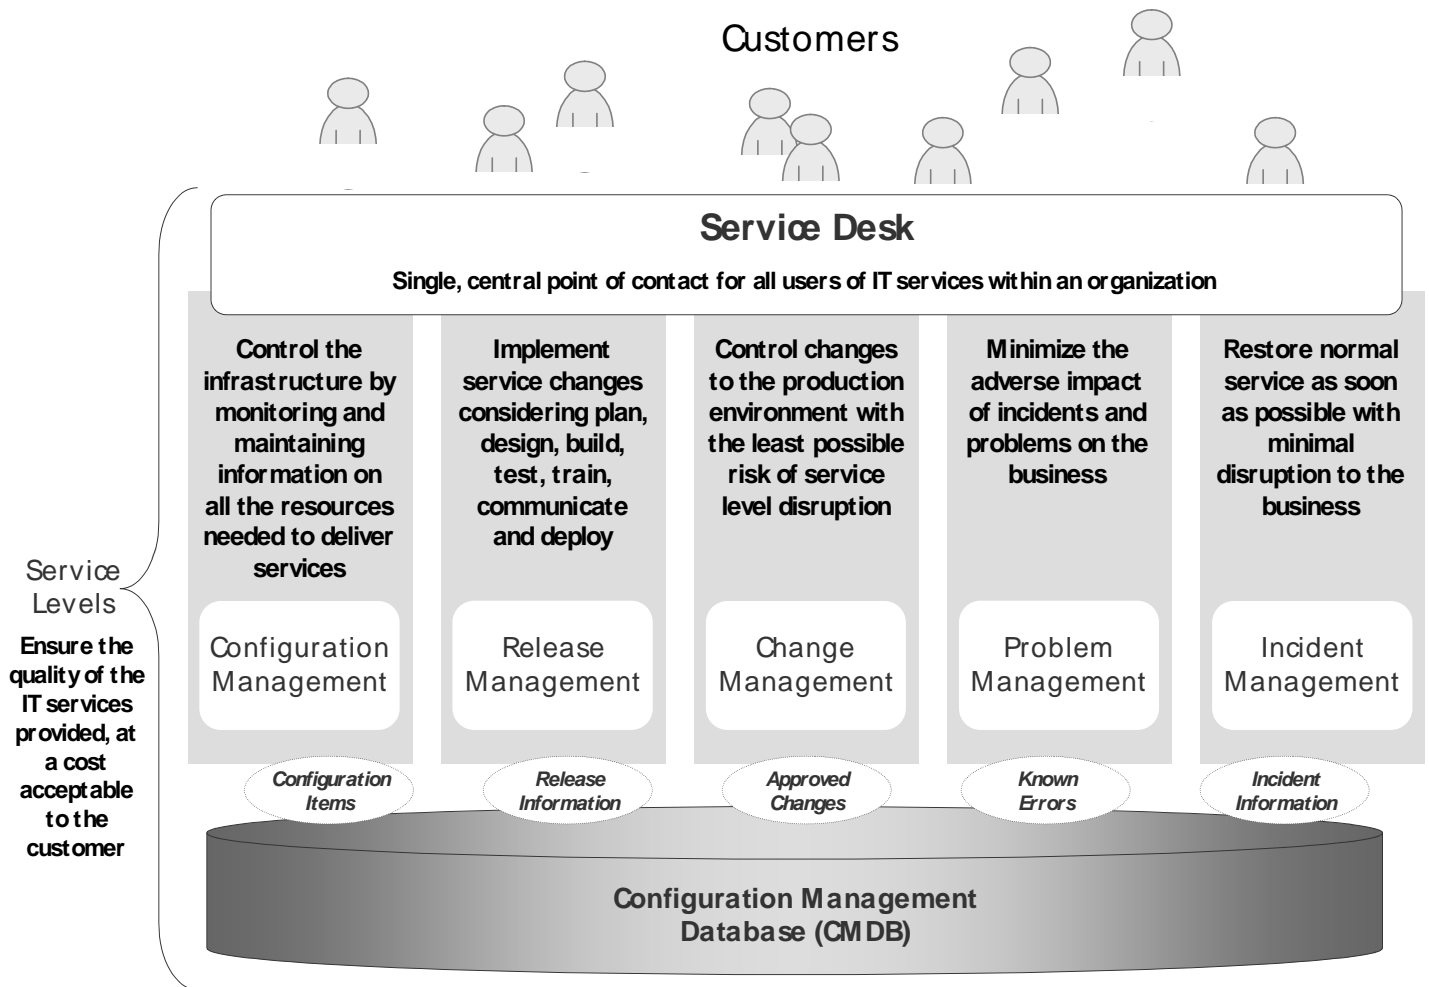 Customers
Service Desk
Single, central point of contact for all users of IT services within an organization
Control the
infrastructure by
monitoring and
maintaining
information on
all the resources
needed to deliver
services
Implement
service changes
considering plan,
design, build,
test, train,
communicate
and deploy
Control changes
to the production
environment with
the least possible
risk of service
level disruption
Minimize the
adverse impact
of incidents and
problems on the
business
Restore normal
service as soon
as possible with
minimal
disruption to the
business
Service
Levels
Ensure the
quality of the
IT services
provided, at
a cost
acceptable
to the
customer
Configuration
Management
Release
Management
Change
Management
Problem
Management
Incident
Management
Configuration
Items
Release
Information
Approved
Changes
Known
Errors
Incident
Information
Configuration Management
Database (CMDB)